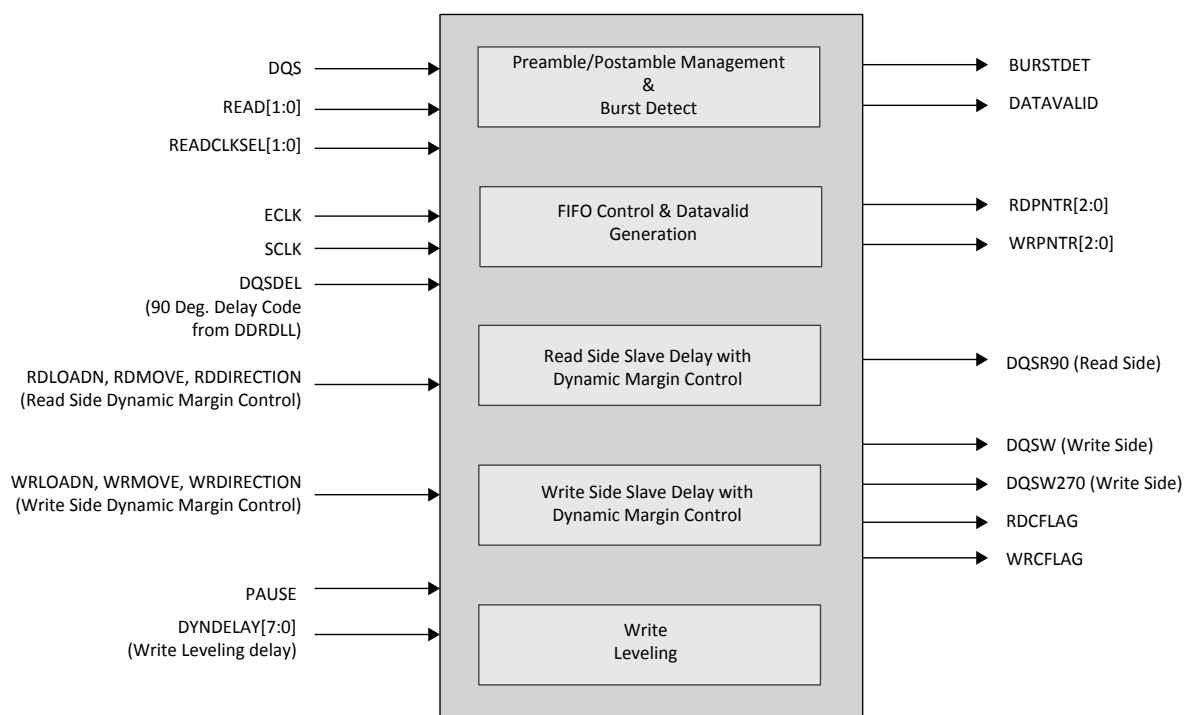 DQS
READ[1:0]
READCLKSEL[1:0]
ECLK
SCLK
DQSDEL
(90 Deg. Delay Code
from DDRDLL)
RDLOADN, RDMOVE, RDDIRECTION
(Read Side Dynamic Margin Control)
WRLOADN, WRMOVE, WRDIRECTION
(Write Side Dynamic Margin Control)
PAUSE
DYNDELAY[7:0]
(Write Leveling delay)
Preamble/Postamble Management
&
Burst Detect
FIFO Control & Datavalid
Generation
Read Side Slave Delay with
Dynamic Margin Control
Write Side Slave Delay with
Dynamic Margin Control
Write
Leveling
BURSTDET
DATAVALID
RDPNTR[2:0]
WRPNTR[2:0]
DQSR90 (Read Side)
DQSW (Write Side)
DQSW270 (Write Side)
RDCFLAG
WRCFLAG